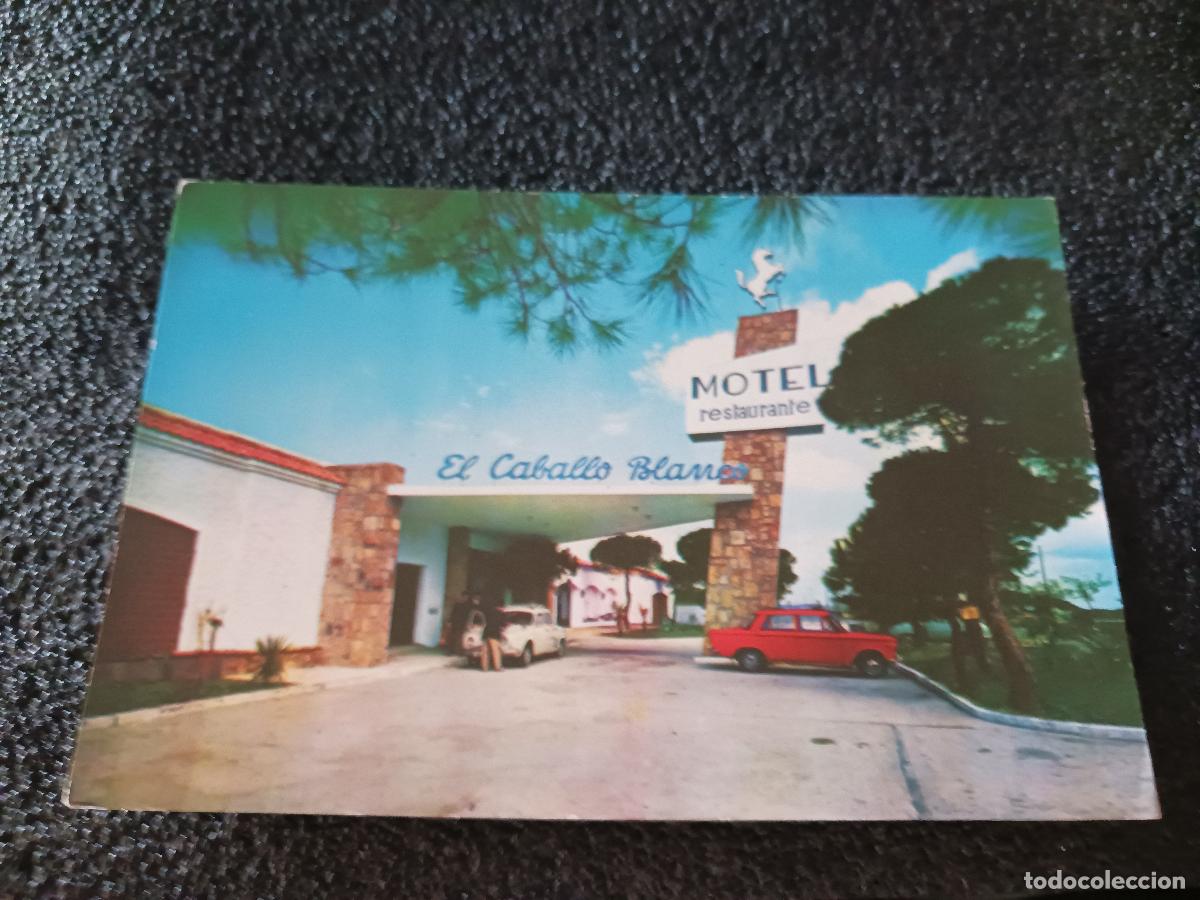 MOTEL
restaurante
El Caballo Blanco
todocoleccion